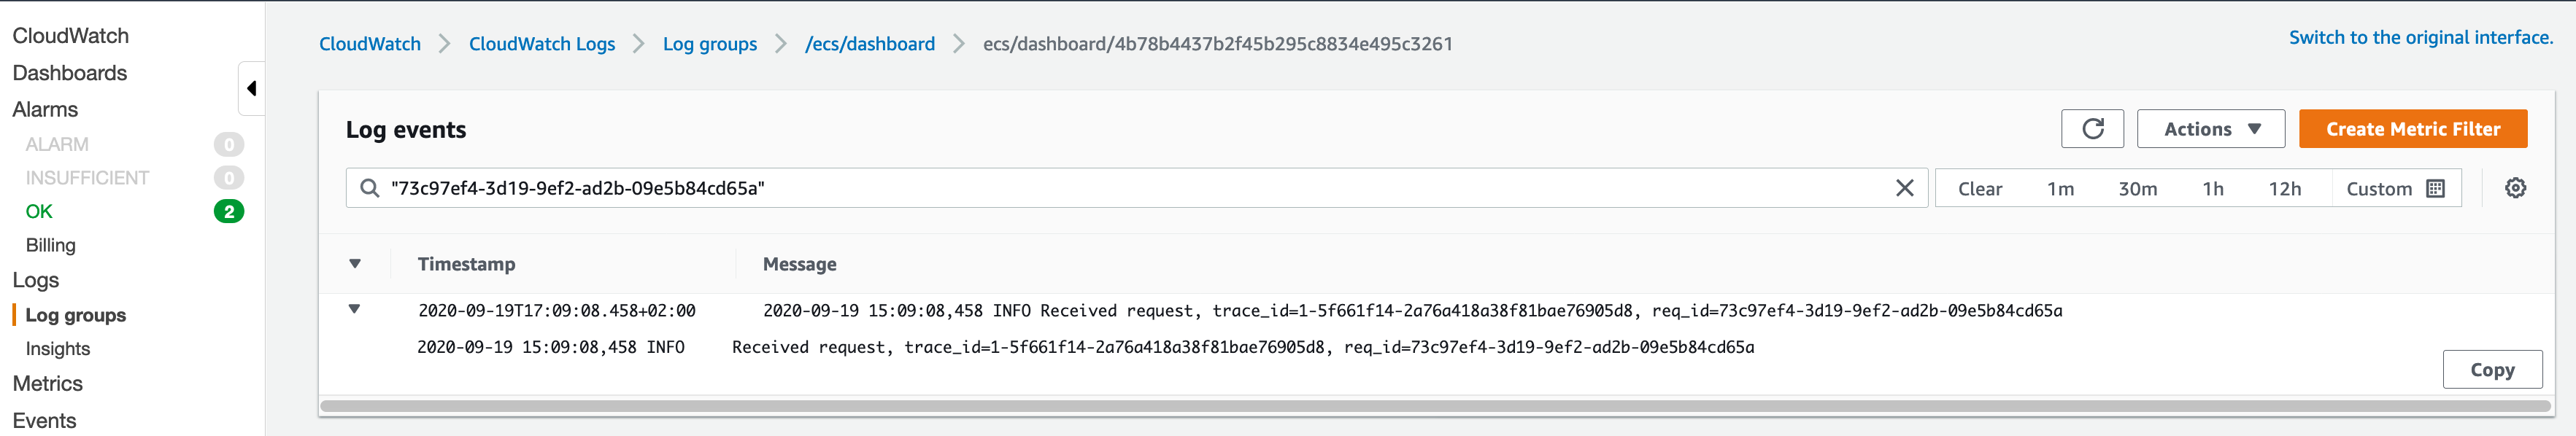 CloudWatch
Dashboards
Alarms
ALARM 0
INSUFFICIENT 0
OK 2
Billing
Logs
Log groups
Insights
Metrics
Events
CloudWatch CloudWatch Logs Log groups /ecs/dashboard ecs/dashboard/4b78b4437b2f45b295c8834e495c3261
Switch to the original interface.
Log events
Actions Create Metric Filter
"73c97ef4-3d19-9ef2-ad2b-09e5b84cd65a" Clear 1m 30m 1h 12h Custom
Timestamp Message
2020-09-19T17:09:08.458+02:00 2020-09-19 15:09:08,458 INFO Received request, trace_id=1-5f661f14-2a76a418a38f81bae76905d8, req_id=73c97ef4-3d19-9ef2-ad2b-09e5b84cd65a
2020-09-19 15:09:08,458 INFO Received request, trace_id=1-5f661f14-2a76a418a38f81bae76905d8, req_id=73c97ef4-3d19-9ef2-ad2b-09e5b84cd65a
Copy